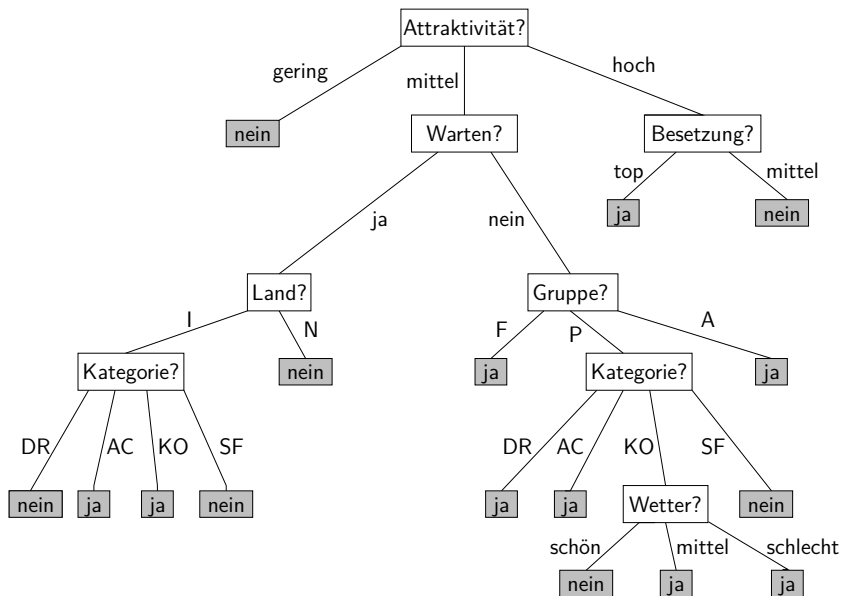 Attraktivität?
gering
mittel
hoch
nein
Warten?
Besetzung?
top
mittel
ja
nein
ja
nein
Land?
Gruppe?
I
N
F
P
A
Kategorie?
nein
ja
Kategorie?
ja
DR
AC
KO
SF
DR
AC
KO
SF
nein
ja
ja
nein
ja
ja
Wetter?
nein
schön
mittel
schlecht
nein
ja
ja